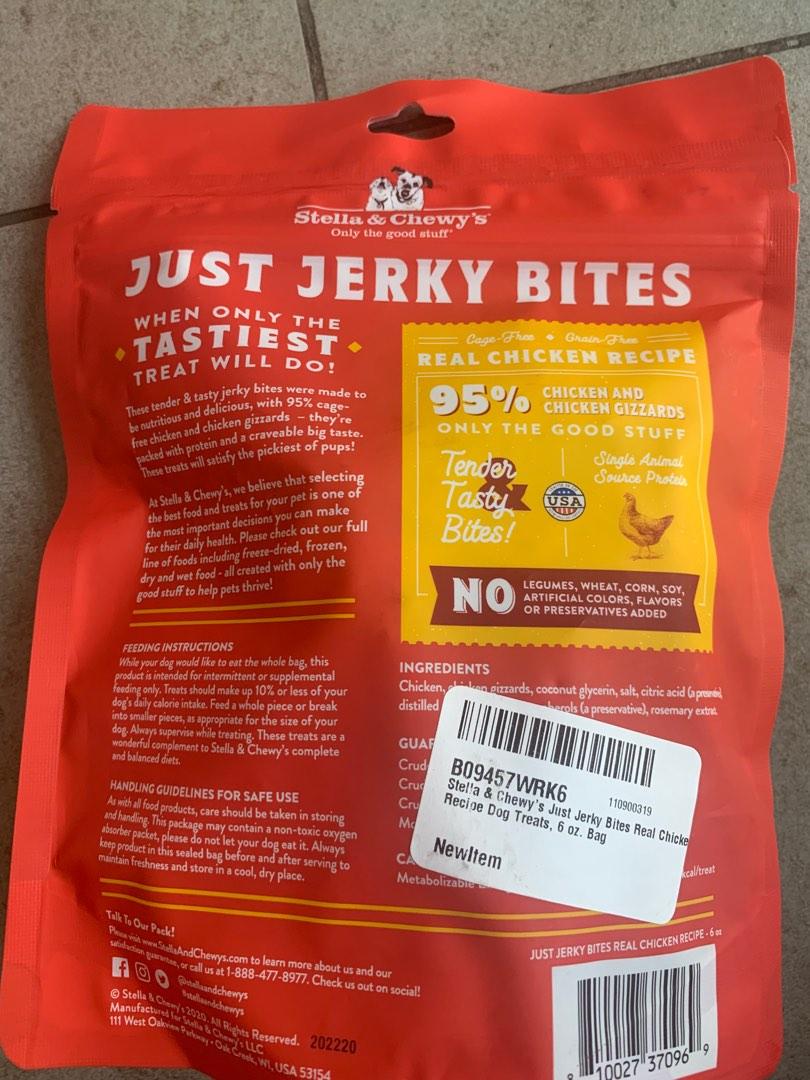 Stella & Chewy's
Only the good stuff
JUST JERKY BITES
WHEN ONLY THE
TASTIEST
TREAT WILL DO!
These tender & tasty jerky bites were made to
be nutritious and delicious, with 95% cage-
free chicken and chicken gizzards – they're
packed with protein and a craveable big taste.
These treats will satisfy the pickiest of pups!
At Stella & Chewy's, we believe that selecting
the best food and treats for your pet is one of
the most important decisions you can make
for their daily health. Please check out our full
line of foods including freeze-dried, frozen,
dry and wet food - all created with only the
good stuff to help pets thrive!
FEEDING INSTRUCTIONS
While your dog would like to eat the whole bag, this
product is intended for intermittent or supplemental
feeding only. Treats should make up 10% or less of your
dog's daily calorie intake. Feed a whole piece or break
into smaller pieces, as appropriate for the size of your
dog. Always supervise while treating. These treats are a
wonderful complement to Stella & Chewy's complete
and balanced diets.
HANDLING GUIDELINES FOR SAFE USE
As with all food products, care should be taken in storing
and handling. This package may contain a non-toxic oxygen
absorber packet, please do not let your dog eat it. Always
keep product in this sealed bag before and after serving to
maintain freshness and store in a cool, dry place.
Talk To Our Pack!
Please visit www.StellaAndChewys.com to learn more about us and our
satisfaction guarantee, or call us at 1-888-477-8977. Check us out on social!
@stellaandchewys
#stellaandchewys
© Stella & Chewy's 2020. All Rights Reserved. 202220
Manufactured for Stella & Chewy's LLC
111 West Oakview Parkway • Oak Creek, WI, USA 53154
Cage-Free • Grain-Free
REAL CHICKEN RECIPE
95% CHICKEN AND
CHICKEN GIZZARDS
ONLY THE GOOD STUFF
Tender
&
Tasty
Bites!
USA
Single Animal
Source Protein
NO LEGUMES, WHEAT, CORN, SOY,
ARTIFICIAL COLORS, FLAVORS
OR PRESERVATIVES ADDED
INGREDIENTS
Chicken, chicken gizzards, coconut glycerin, salt, citric acid (a preservative),
distilled (a preservative), rosemary extract.
B09457WRK6
110900319
Stella & Chewy's Just Jerky Bites Real Chicke
Recipe Dog Treats, 6 oz. Bag
NewItem
Metabolizable kcal/treat
JUST JERKY BITES REAL CHICKEN RECIPE - 6 oz
10027 37096 9